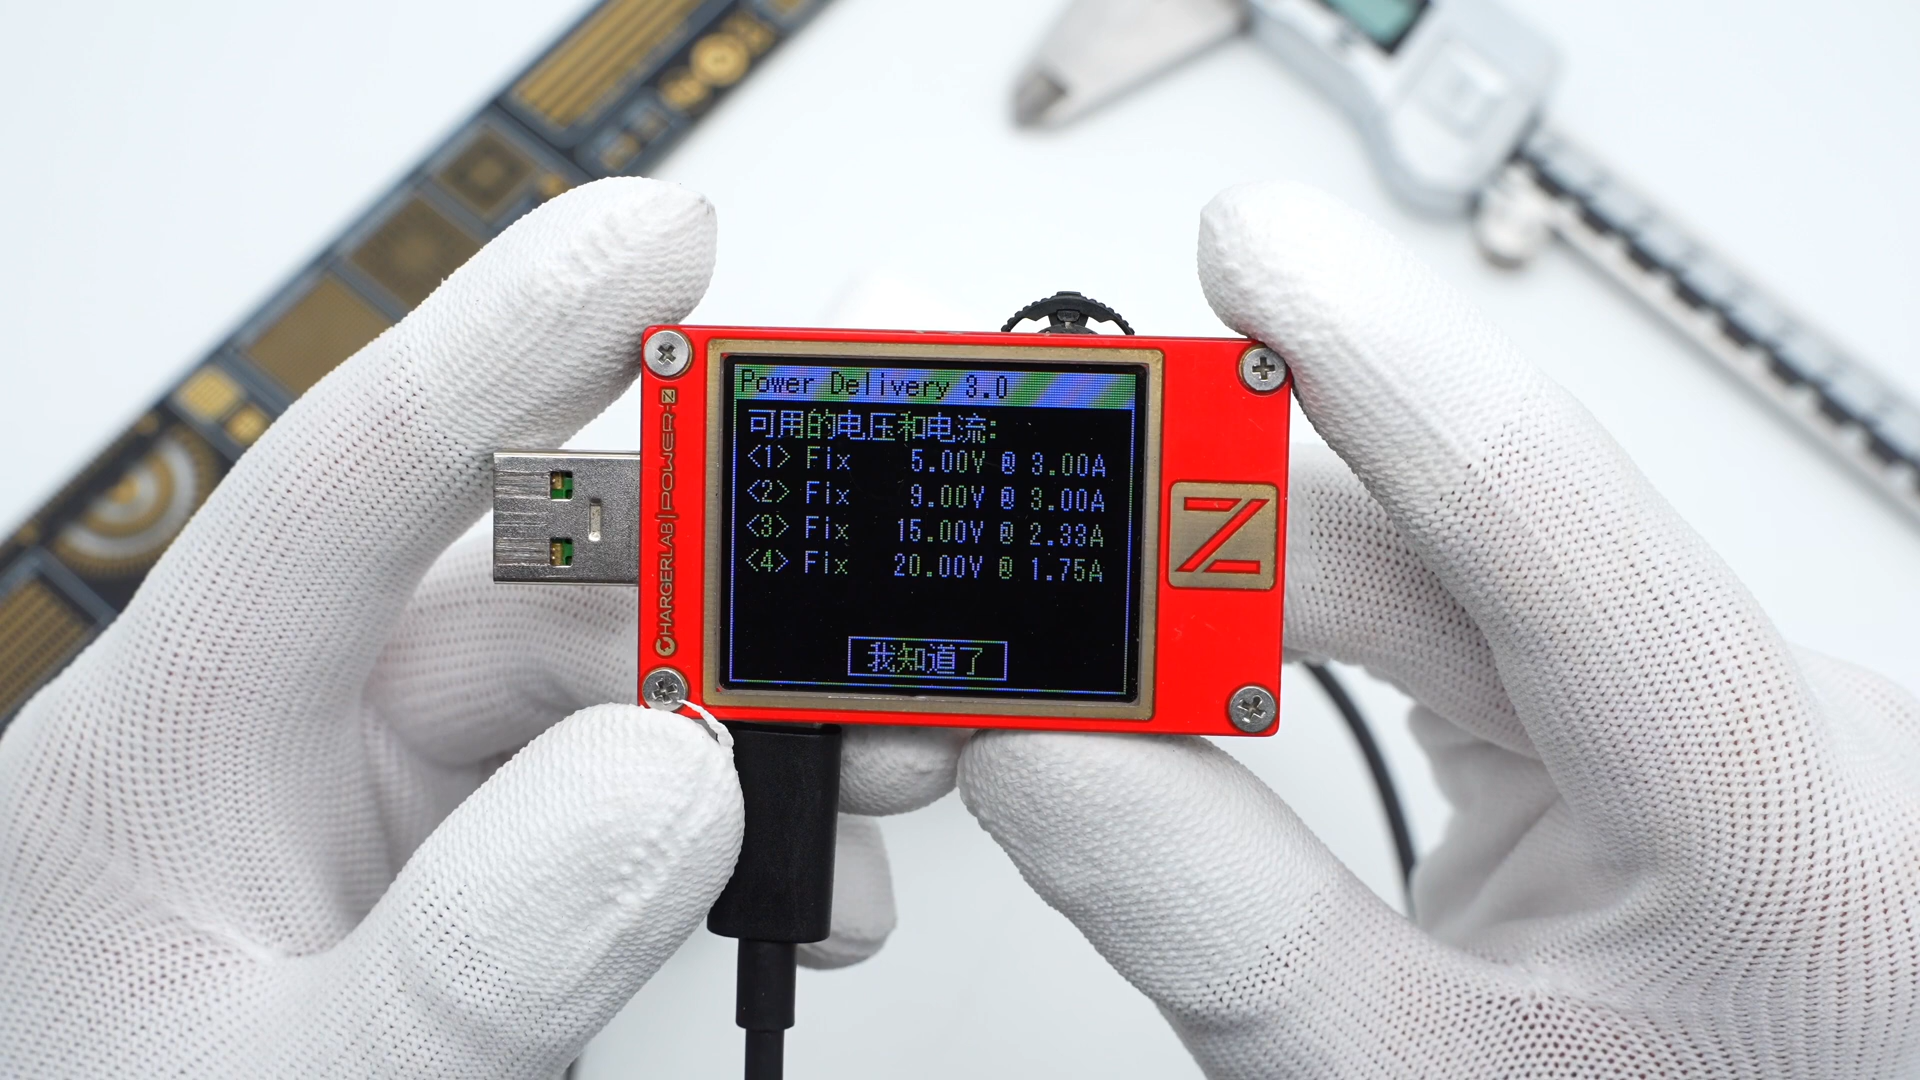 Power Delivery 3.0
可用的电压和电流:
<1> Fix 5.00V @ 3.00A
<2> Fix 9.00V @ 3.00A
<3> Fix 15.00V @ 2.33A
<4> Fix 20.00V @ 1.75A
我知道了
CHARGERLAB|POWER-Z
Z